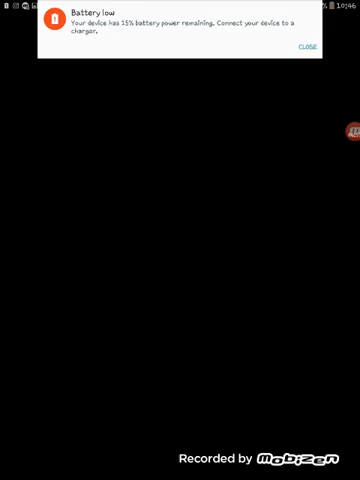 % 10:46
Battery low
Your device has 15% battery power remaining. Connect your device to a
charger.
CLOSE
Recorded by Mobizen